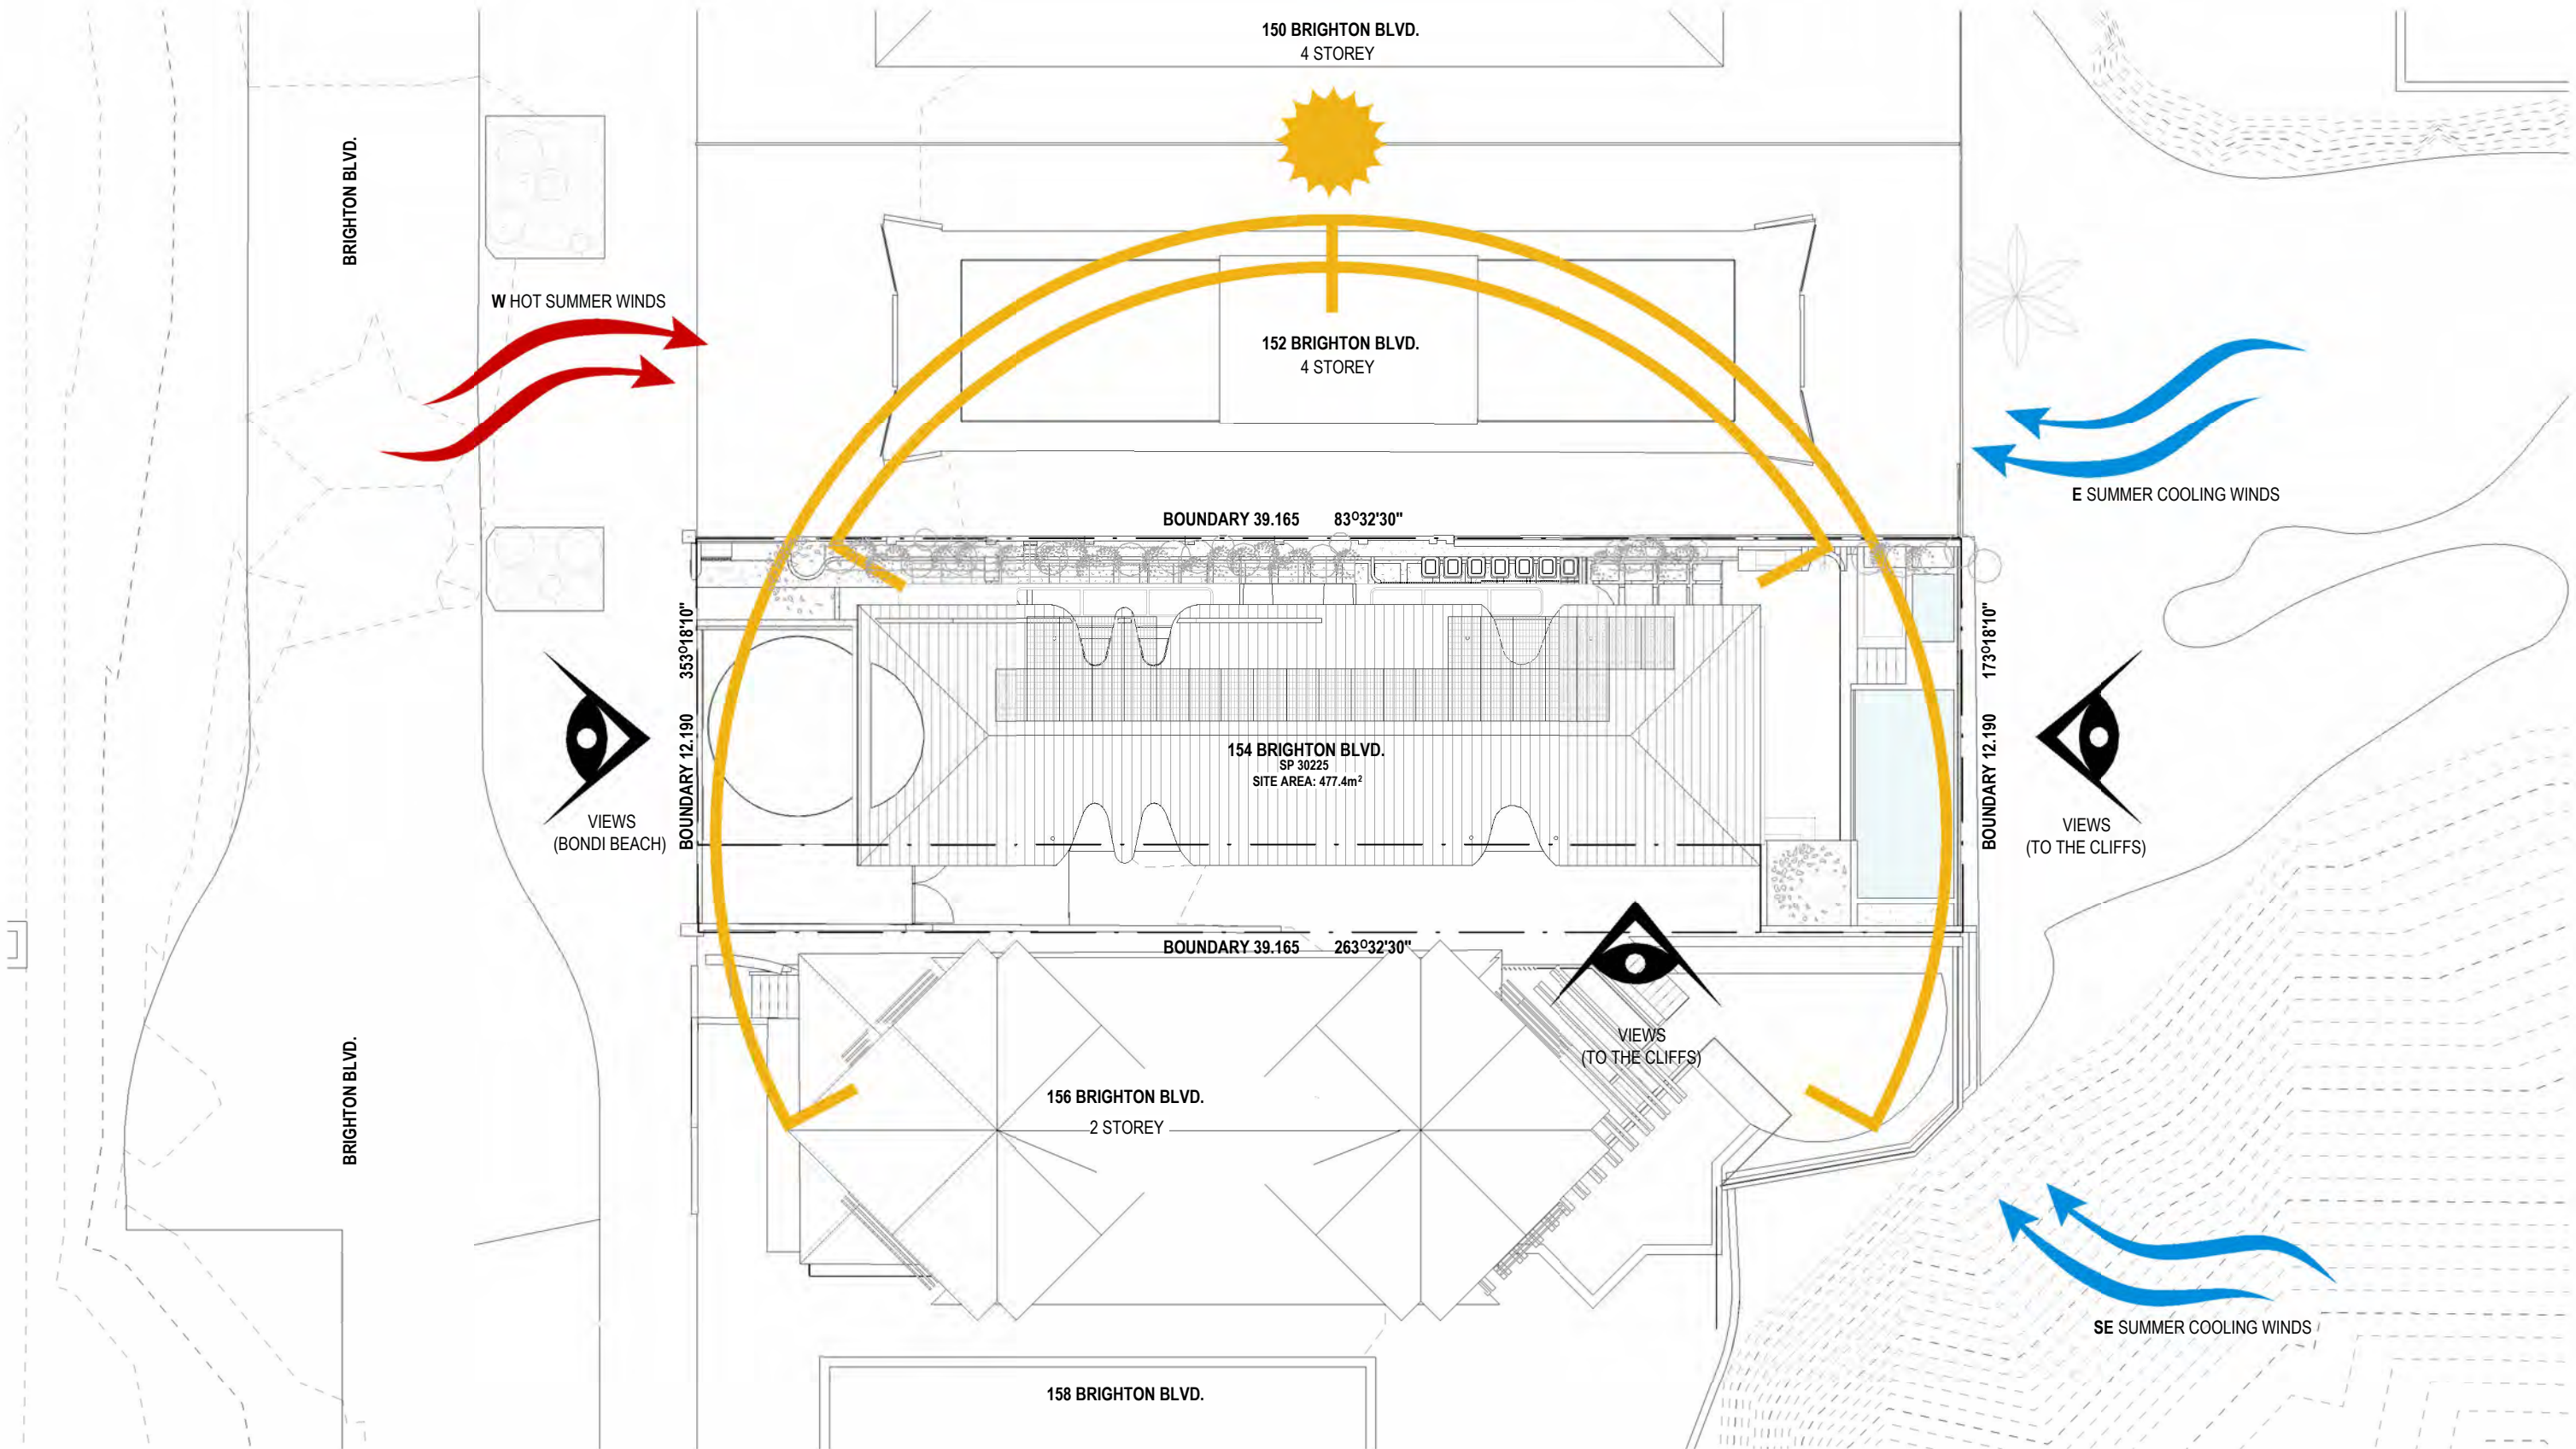 150 BRIGHTON BLVD.
4 STOREY
BRIGHTON BLVD.
W HOT SUMMER WINDS
152 BRIGHTON BLVD.
4 STOREY
E SUMMER COOLING WINDS
BOUNDARY 39.165 83°32'30"
BOUNDARY 12.190 353°18'10"
BOUNDARY 12.190 173°18'10"
154 BRIGHTON BLVD.
SP 30225
SITE AREA: 477.4m²
VIEWS
(BONDI BEACH)
VIEWS
(TO THE CLIFFS)
BOUNDARY 39.165 263°32'30"
VIEWS
(TO THE CLIFFS)
BRIGHTON BLVD.
156 BRIGHTON BLVD.
2 STOREY
SE SUMMER COOLING WINDS
158 BRIGHTON BLVD.